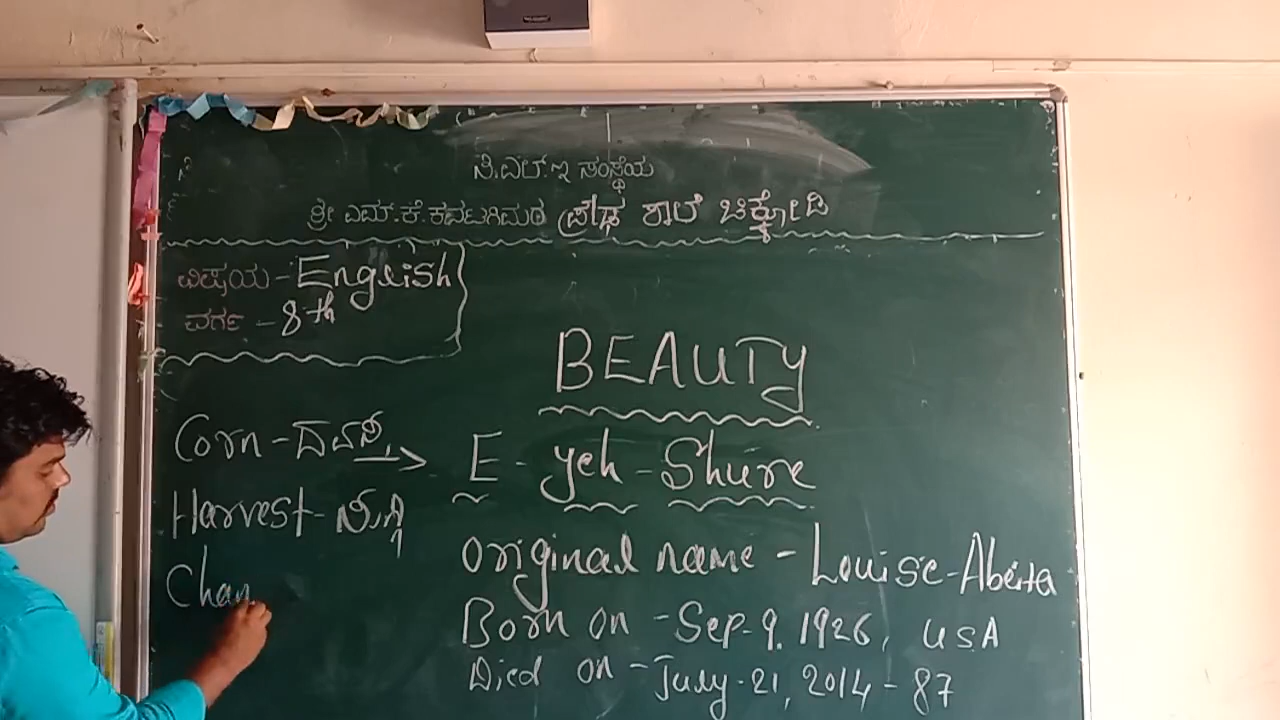 ಸಿ.ಎಲ್.ಇ ಸಂಸ್ಥೆಯ
ಶ್ರೀ ಎಮ್.ಕೆ.ಕವಟಗಿಮಠ ಪ್ರೌಢ ಶಾಲೆ ಚಿಕ್ಕೋಡಿ
ವಿಷಯ - English
ವರ್ಗ - 8th
BEAUTY
E - yeh - Shure
Corn -
Harvest - ಸುಗ್ಗಿ
Chan
Original name - Louise-Abeita
Born on - Sep. 9. 1926, USA
Died on - July. 21, 2014 - 87